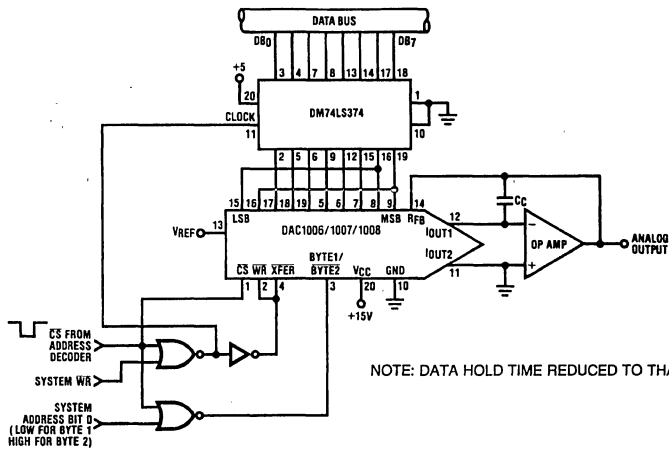 DATA BUS
DB0 DB7
3 4 7 8 13 14 17 18
+5
20
1
CLOCK
11
DM74LS374
10
2 5 6 9 12 15 16 19
15 16 17 18 19 5 6 7 8 9 14
LSB MSB RFB
CC
VREF 13
DAC1006/1007/1008
IOUT1 12
IOUT2 11
OP AMP
ANALOG
OUTPUT
BYTE1/
CS WR XFER BYTE2 VCC GND
1 2 4 3 20 10
+15V
CS FROM
ADDRESS
DECODER
SYSTEM WR
SYSTEM
ADDRESS BIT 0
(LOW FOR BYTE 1
HIGH FOR BYTE 2)
NOTE: DATA HOLD TIME REDUCED TO